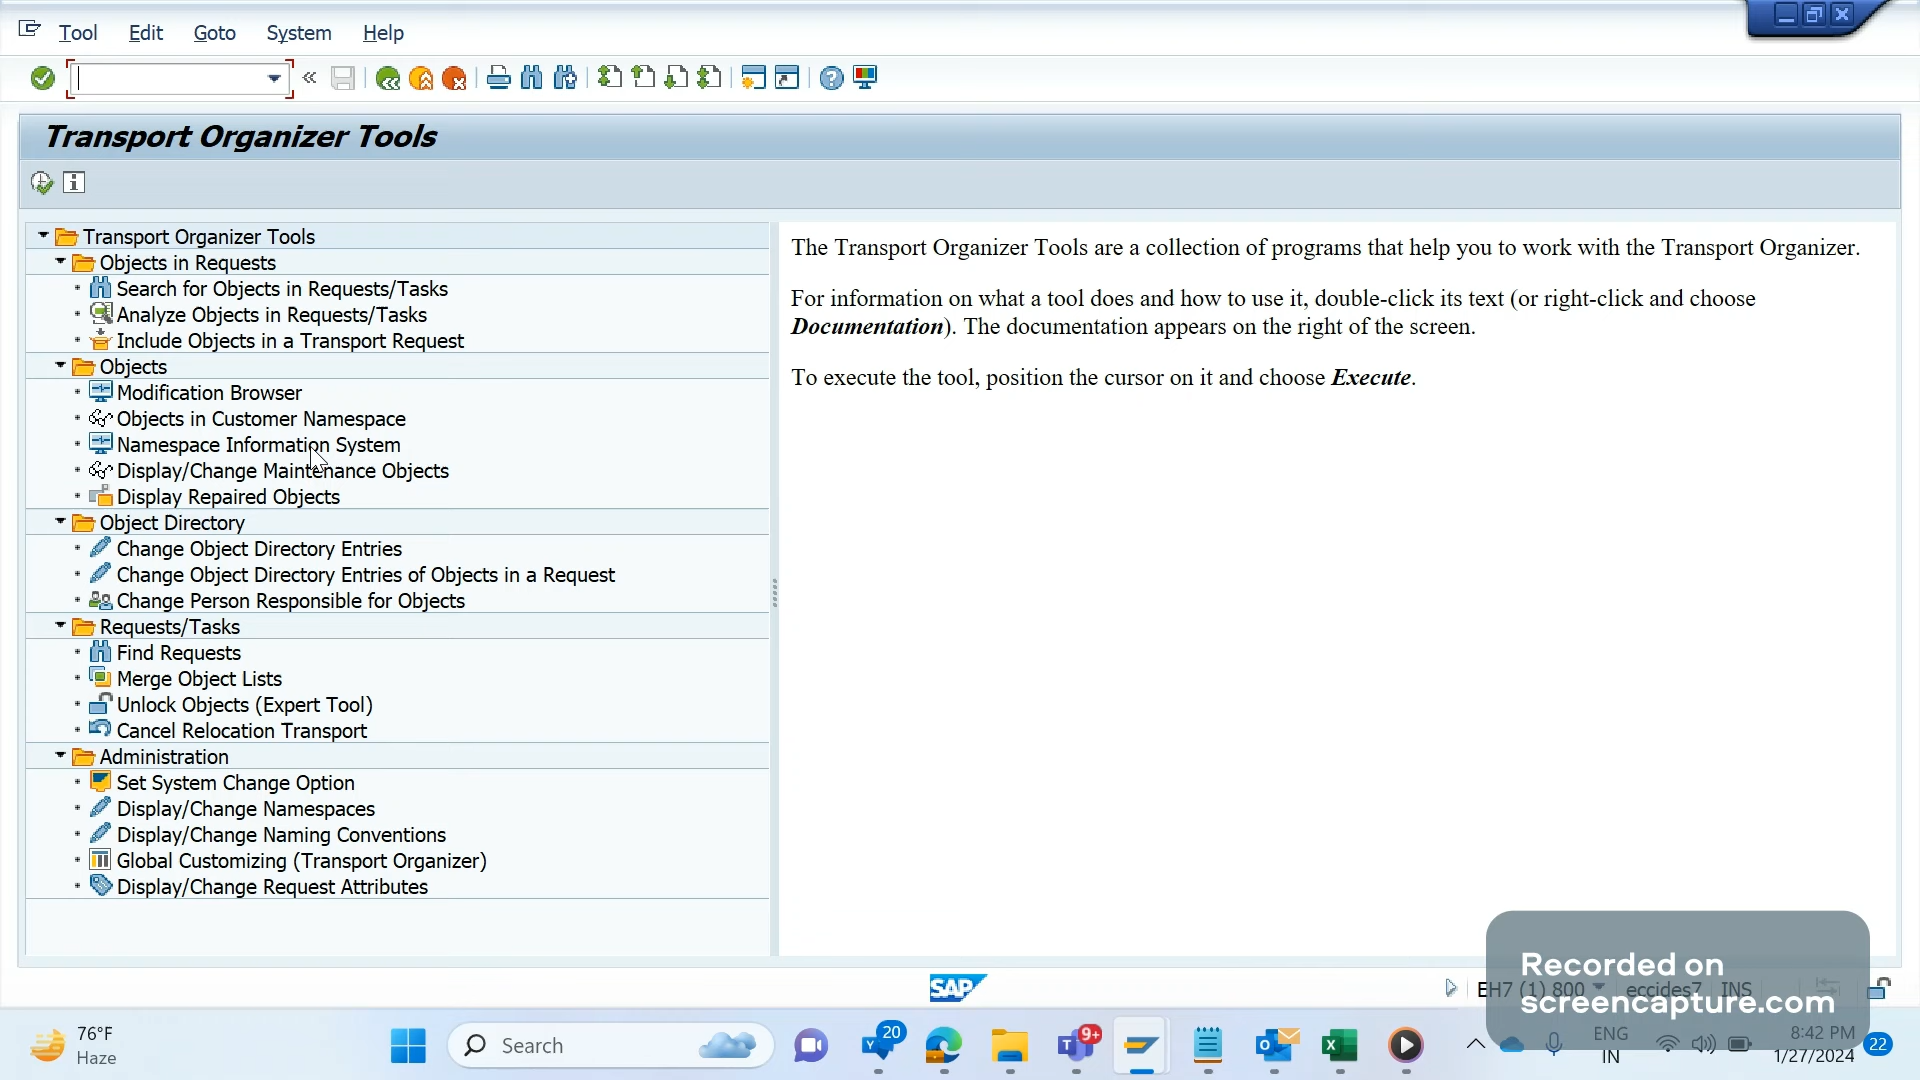 Tool Edit Goto System Help
Transport Organizer Tools
Transport Organizer Tools
Objects in Requests
Search for Objects in Requests/Tasks
Analyze Objects in Requests/Tasks
Include Objects in a Transport Request
Objects
Modification Browser
Objects in Customer Namespace
Namespace Information System
Display/Change Maintenance Objects
Display Repaired Objects
Object Directory
Change Object Directory Entries
Change Object Directory Entries of Objects in a Request
Change Person Responsible for Objects
Requests/Tasks
Find Requests
Merge Object Lists
Unlock Objects (Expert Tool)
Cancel Relocation Transport
Administration
Set System Change Option
Display/Change Namespaces
Display/Change Naming Conventions
Global Customizing (Transport Organizer)
Display/Change Request Attributes
The Transport Organizer Tools are a collection of programs that help you to work with the Transport Organizer.
For information on what a tool does and how to use it, double-click its text (or right-click and choose
Documentation). The documentation appears on the right of the screen.
To execute the tool, position the cursor on it and choose Execute.
Recorded on
screencapture.com
SAP
EH7 (1) 800 eccides7 INS
76°F
Haze
Search
20
9+
ENG
IN
8:42 PM
1/27/2024
22